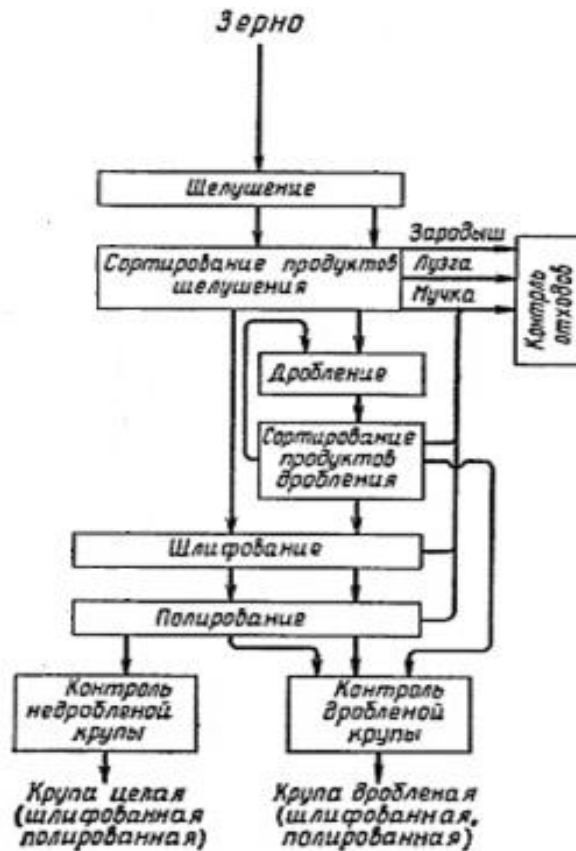 Зерно
Шелушение
Сортирование продуктов
шелушения
Зародыш
Лузга
Мучка
Контроль
отходов
Дробление
Сортирование
продуктов
дробления
Шлифование
Полирование
Контроль
недробленой
крупы
Контроль
дробленой
крупы
Крупа целая
(шлифованная
полированная)
Крупа дробленая
(шлифованная,
полированная)